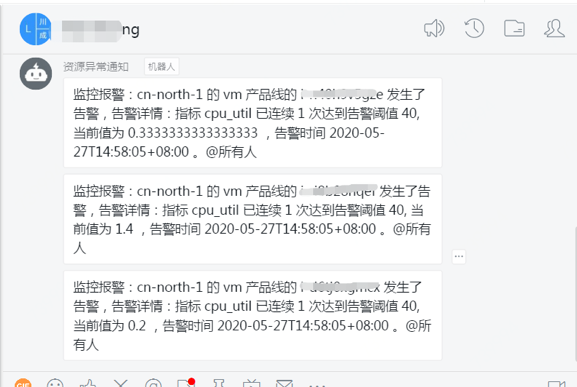 L 川
成
ng
资源异常通知 机器人
监控报警：cn-north-1 的 vm 产品线的 发生了
告警，告警详情：指标 cpu_util 已连续 1 次达到告警阈值 40,
当前值为 0.3333333333333333 ，告警时间 2020-05-
27T14:58:05+08:00 。@所有人
监控报警：cn-north-1 的 vm 产品线的 发生了告
警，告警详情：指标 cpu_util 已连续 1 次达到告警阈值 40, 当
前值为 1.4 ，告警时间 2020-05-27T14:58:05+08:00 。@所有
人
监控报警：cn-north-1 的 vm 产品线的 发生了
告警，告警详情：指标 cpu_util 已连续 1 次达到告警阈值 40,
当前值为 0.2 ，告警时间 2020-05-27T14:58:05+08:00 。@所
有人
GIF